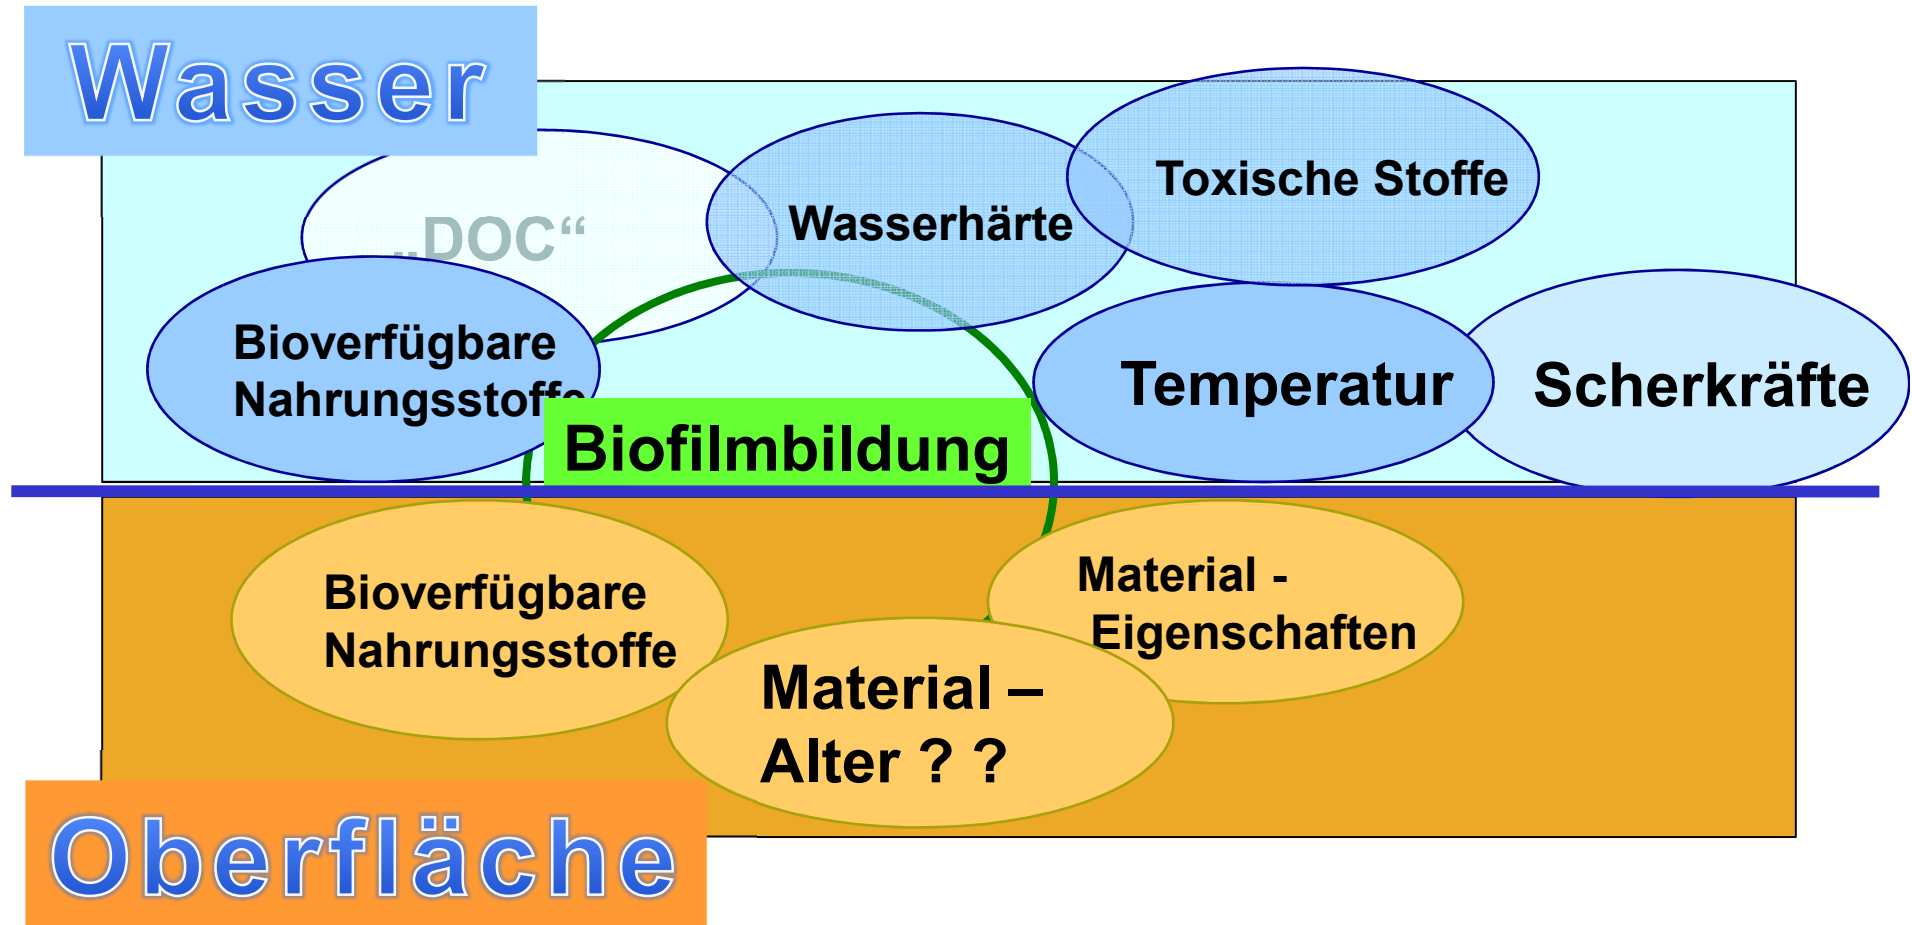 Wasser
„DOC“
Wasserhärte
Toxische Stoffe
Bioverfügbare
Nahrungsstoffe
Temperatur
Scherkräfte
Biofilmbildung
Bioverfügbare
Nahrungsstoffe
Material -
Eigenschaften
Material –
Alter ? ?
Oberfläche